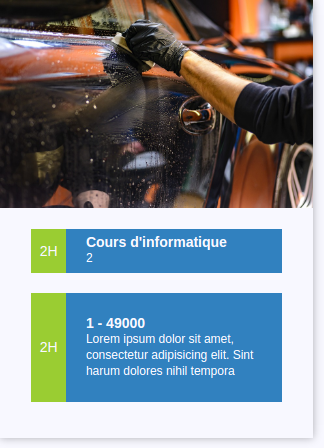 2H
Cours d'informatique
2
2H
1 - 49000
Lorem ipsum dolor sit amet,
consectetur adipisicing elit. Sint
harum dolores nihil tempora